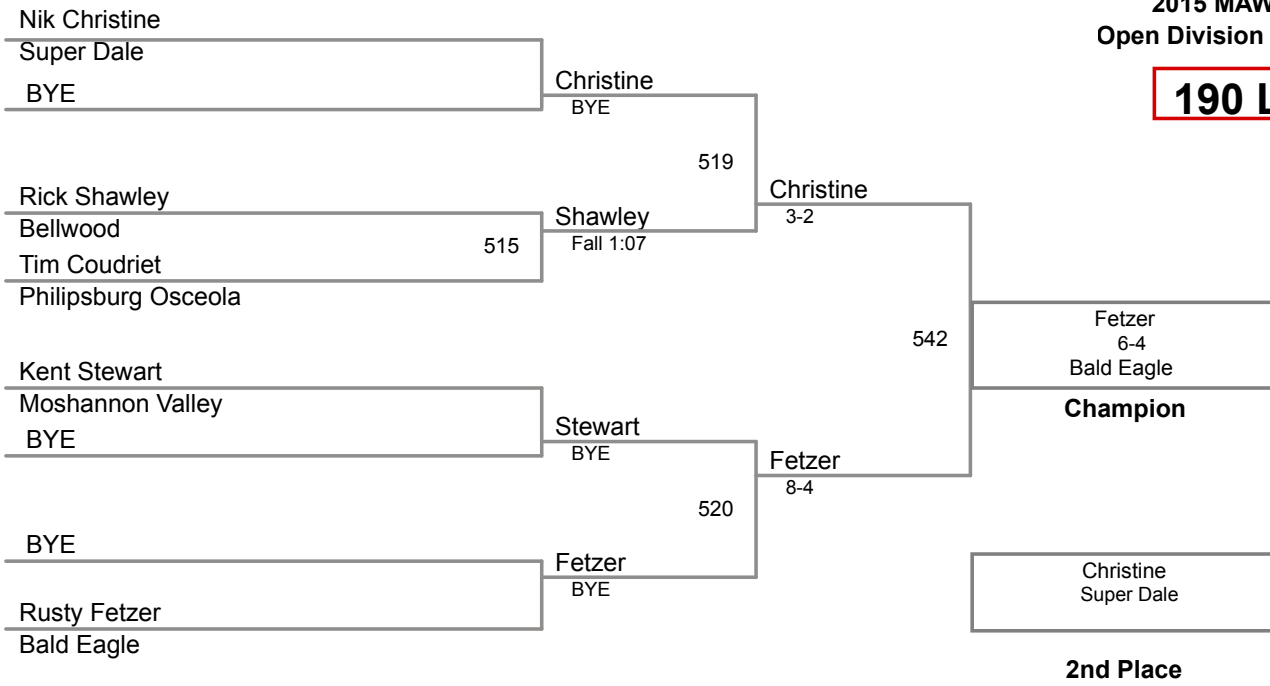 2015 MAW
Open Division
190 L
Nik Christine
Super Dale
BYE
Christine
BYE
519
Rick Shawley
Bellwood
Tim Coudriet
Philipsburg Osceola
515
Shawley
Fall 1:07
Christine
3-2
542
Fetzer
6-4
Bald Eagle
Champion
Kent Stewart
Moshannon Valley
BYE
Stewart
BYE
520
Fetzer
8-4
BYE
Rusty Fetzer
Bald Eagle
Fetzer
BYE
Christine
Super Dale
2nd Place